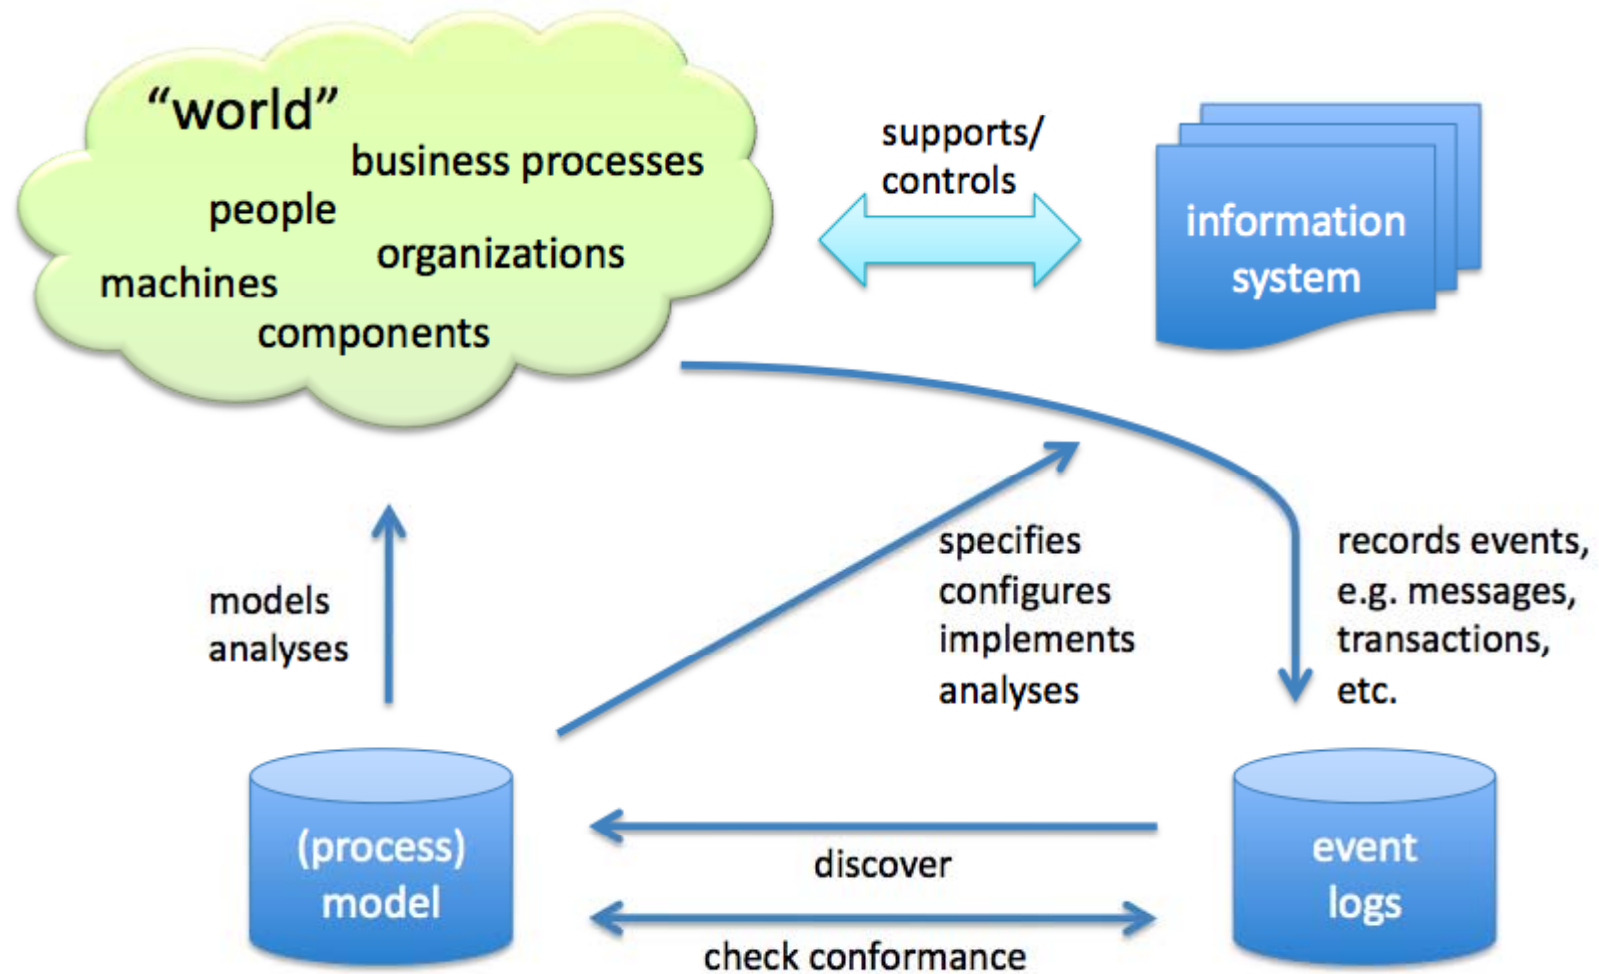 “world”
business processes
people
organizations
machines
components
supports/
controls
information
system
models
analyses
specifies
configures
implements
analyses
records events,
e.g. messages,
transactions,
etc.
(process)
model
discover
check conformance
event
logs